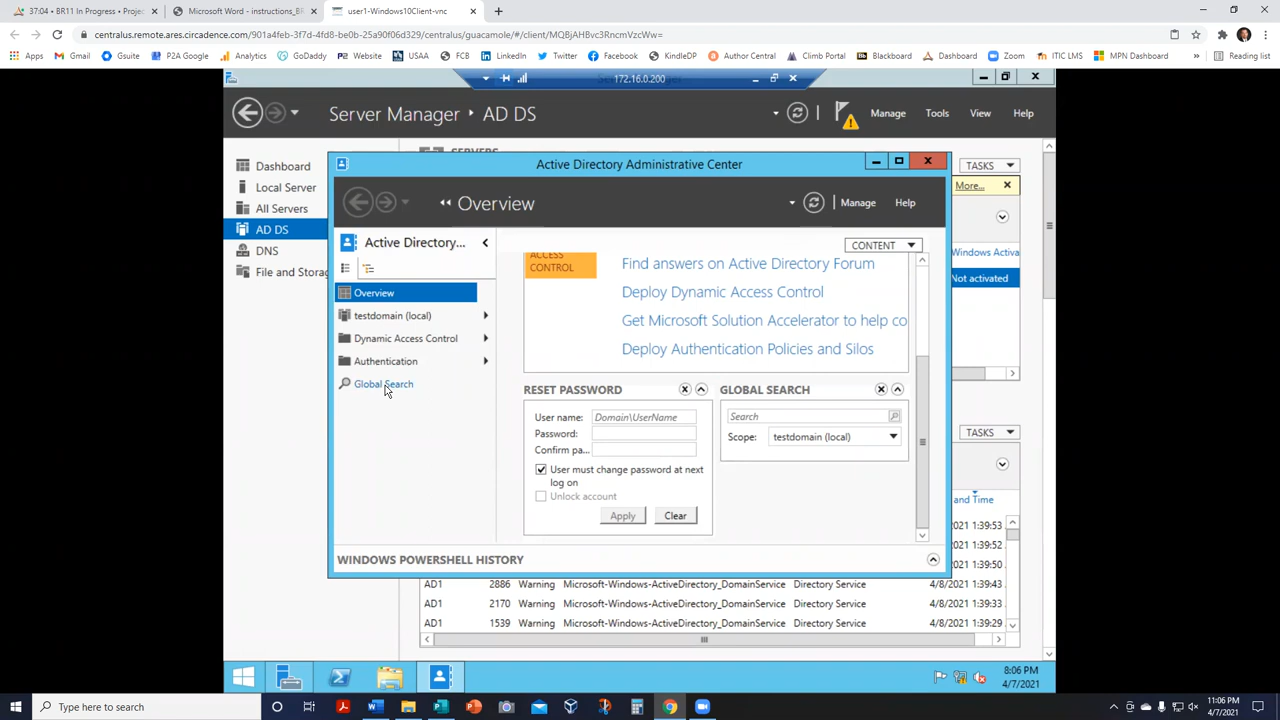 37:04 • BR11 In Progress • Projec
Microsoft Word - instructions_BR
user1-Windows10Client-vnc
centralus.remote.ares.circadence.com/901a4feb-3f7d-4fd8-be0b-25a90f06d329/centralus/guacamole/#/client/MQBjAHBvc3RncmVzcWw=
Apps
Gmail
Gsuite
P2A Google
Analytics
GoDaddy
Website
USAA
FCB
LinkedIn
Twitter
Facebook
KindleDP
Author Central
Climb Portal
Blackboard
Dashboard
Zoom
ITIC LMS
MPN Dashboard
Reading list
172.16.0.200
Server Manager
AD DS
Manage
Tools
View
Help
Dashboard
Local Server
All Servers
AD DS
DNS
File and Storag
SERVERS
TASKS
More...
Windows Activa
Not activated
TASKS
and Time
Active Directory Administrative Center
Overview
Manage
Help
Active Directory...
Overview
testdomain (local)
Dynamic Access Control
Authentication
Global Search
CONTENT
ACCESS
CONTROL
Find answers on Active Directory Forum
Deploy Dynamic Access Control
Get Microsoft Solution Accelerator to help co
Deploy Authentication Policies and Silos
RESET PASSWORD
User name: Domain\UserName
Password:
Confirm pa...
User must change password at next
log on
Unlock account
Apply
Clear
GLOBAL SEARCH
Search
Scope: testdomain (local)
WINDOWS POWERSHELL HISTORY
2021 1:39:53
2021 1:39:52
2021 1:39:50
AD1 2886 Warning Microsoft-Windows-ActiveDirectory_DomainService Directory Service 4/8/2021 1:39:43
AD1 2170 Warning Microsoft-Windows-ActiveDirectory_DomainService Directory Service 4/8/2021 1:39:33
AD1 1539 Warning Microsoft-Windows-ActiveDirectory_DomainService Directory Service 4/8/2021 1:39:29
8:06 PM
4/7/2021
Type here to search
11:06 PM
4/7/2021